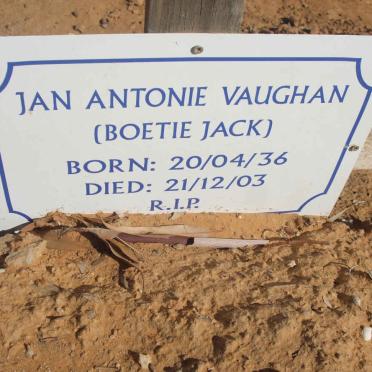 JAN ANTONIE VAUGHAN
(BOETIE JACK)
BORN: 20/04/36
DIED: 21/12/03
R.I.P.